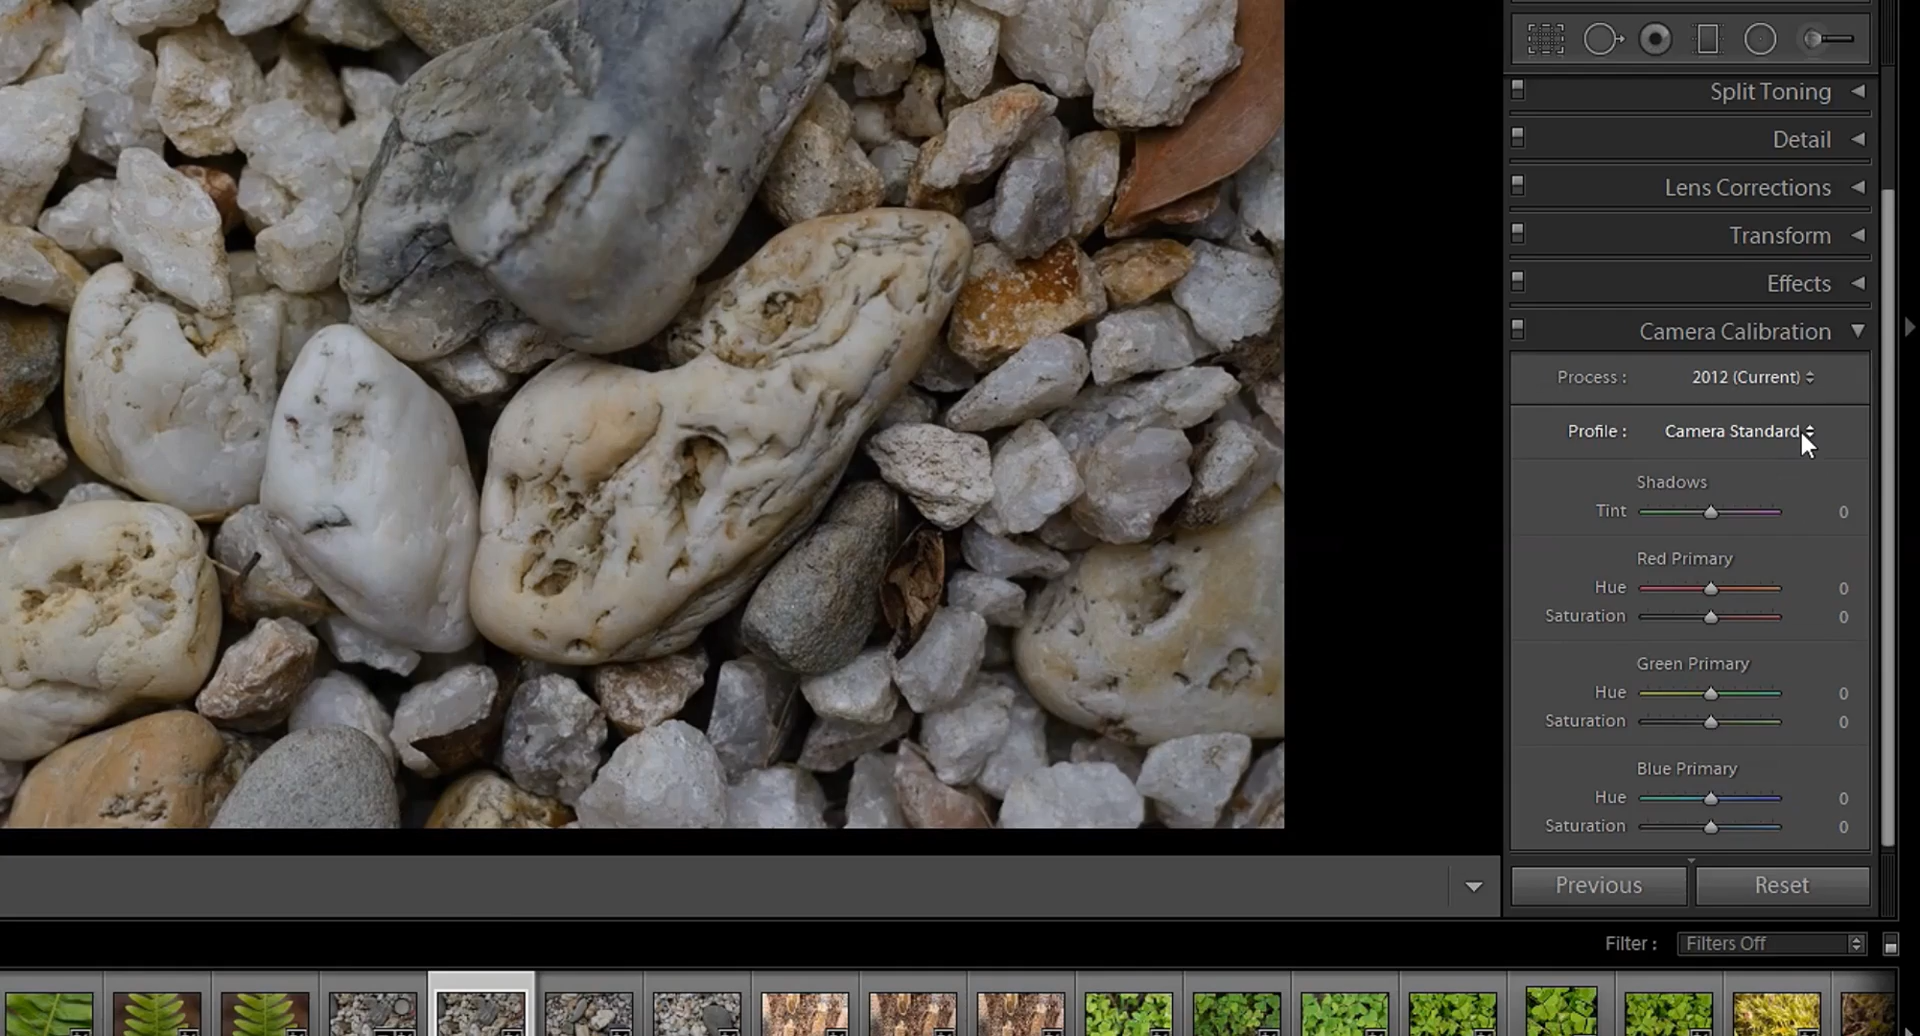 Split Toning
Detail
Lens Corrections
Transform
Effects
Camera Calibration
Process : 2012 (Current)
Profile : Camera Standard
Shadows
Tint 0
Red Primary
Hue 0
Saturation 0
Green Primary
Hue 0
Saturation 0
Blue Primary
Hue 0
Saturation 0
Previous Reset
Filter : Filters Off